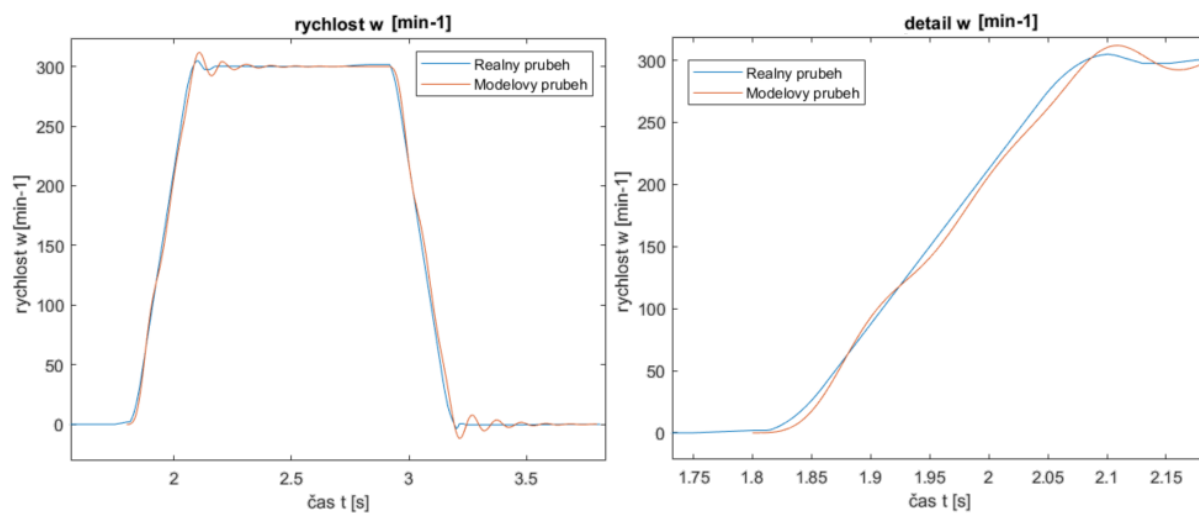 rychlost w [min-1]
Realny prubeh
Modelovy prubeh
300
250
200
150
100
50
0
rychlost w [min-1]
2
2.5
3
3.5
čas t [s]
detail w [min-1]
Realny prubeh
Modelovy prubeh
300
250
200
150
100
50
0
rychlost w [min-1]
1.75
1.8
1.85
1.9
1.95
2
2.05
2.1
2.15
čas t [s]